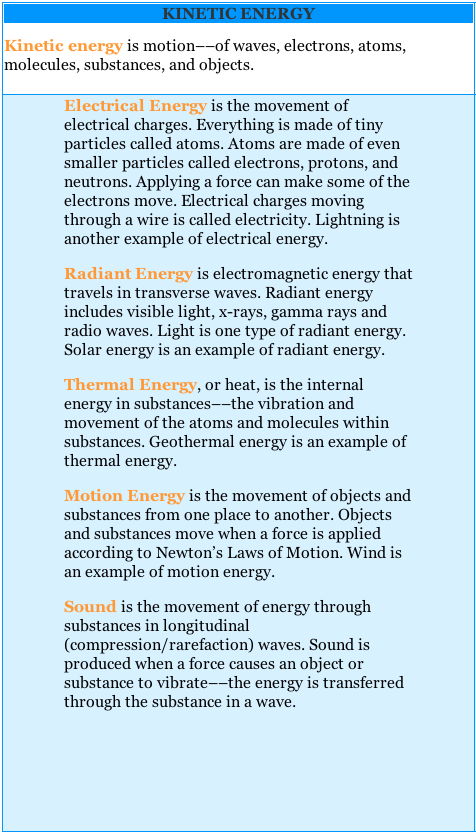 KINETIC ENERGY
Kinetic energy is motion––of waves, electrons, atoms,
molecules, substances, and objects.
Electrical Energy is the movement of
electrical charges. Everything is made of tiny
particles called atoms. Atoms are made of even
smaller particles called electrons, protons, and
neutrons. Applying a force can make some of the
electrons move. Electrical charges moving
through a wire is called electricity. Lightning is
another example of electrical energy.
Radiant Energy is electromagnetic energy that
travels in transverse waves. Radiant energy
includes visible light, x-rays, gamma rays and
radio waves. Light is one type of radiant energy.
Solar energy is an example of radiant energy.
Thermal Energy, or heat, is the internal
energy in substances––the vibration and
movement of the atoms and molecules within
substances. Geothermal energy is an example of
thermal energy.
Motion Energy is the movement of objects and
substances from one place to another. Objects
and substances move when a force is applied
according to Newton’s Laws of Motion. Wind is
an example of motion energy.
Sound is the movement of energy through
substances in longitudinal
(compression/rarefaction) waves. Sound is
produced when a force causes an object or
substance to vibrate––the energy is transferred
through the substance in a wave.